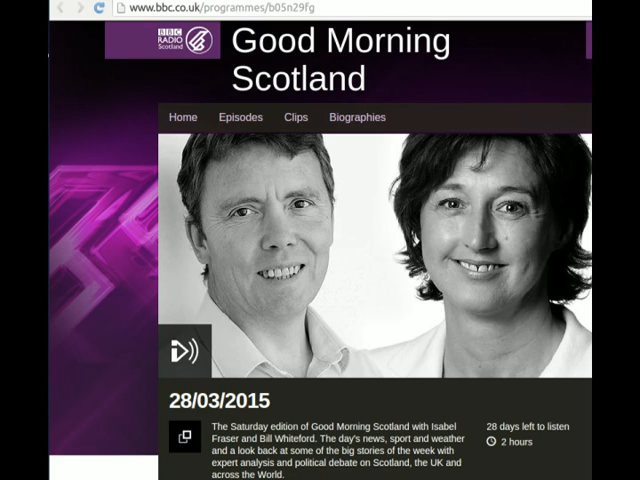 www.bbc.co.uk/programmes/b05n29fg
BBC
RADIO
Scotland
Good Morning
Scotland
Home Episodes Clips Biographies
28/03/2015
The Saturday edition of Good Morning Scotland with Isabel
Fraser and Bill Whiteford. The day's news, sport and weather
and a look back at some of the big stories of the week with
expert analysis and political debate on Scotland, the UK and
across the World.
28 days left to listen
2 hours